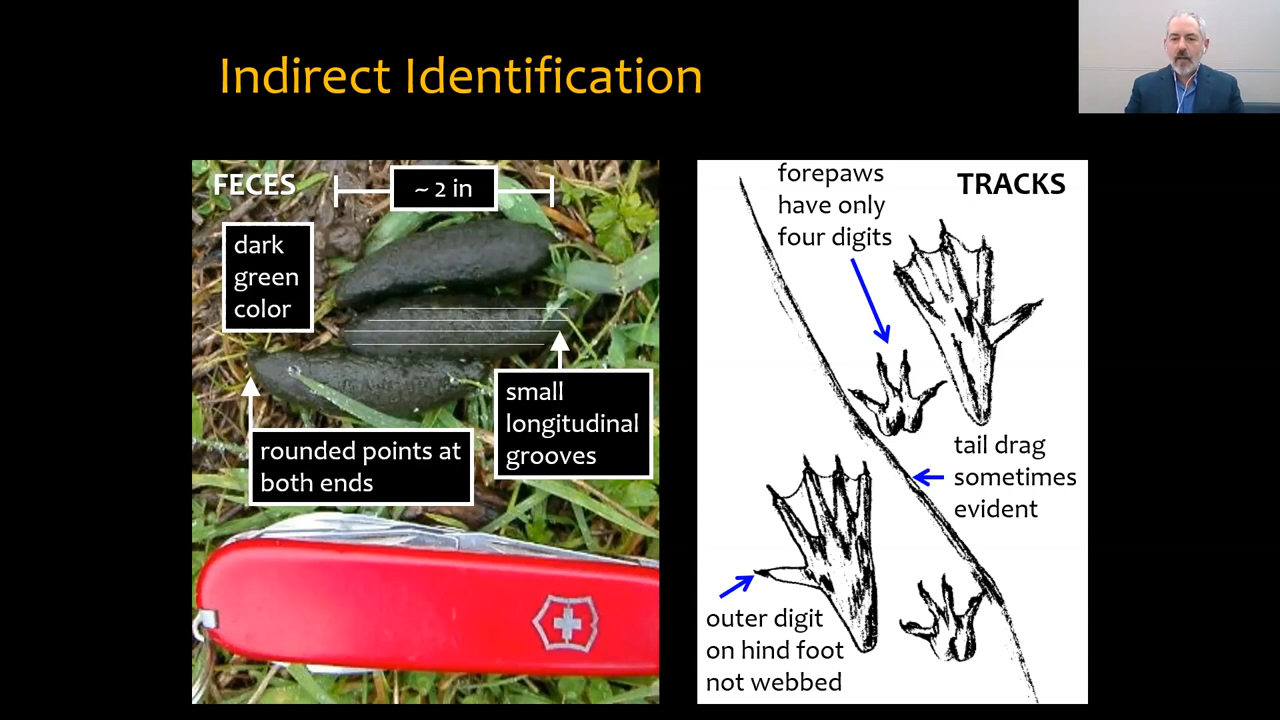 Indirect Identification
FECES
~ 2 in
dark
green
color
small
longitudinal
grooves
rounded points at
both ends
forepaws
have only
four digits
TRACKS
tail drag
sometimes
evident
outer digit
on hind foot
not webbed